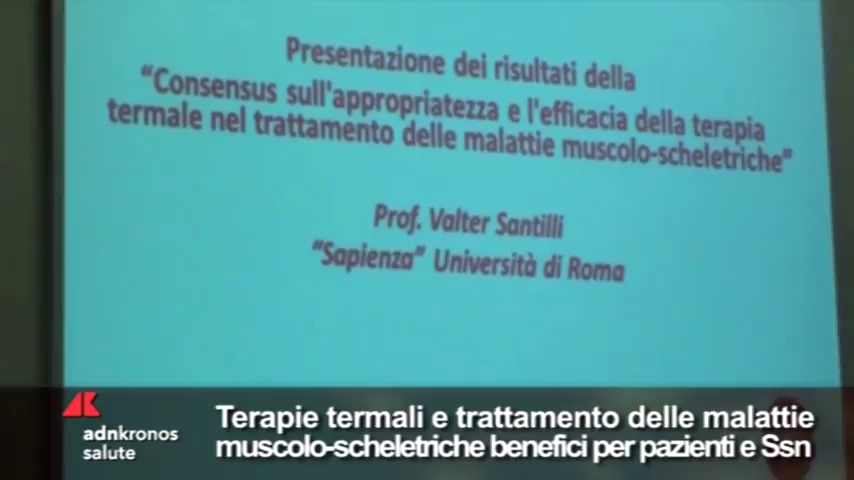 Presentazione dei risultati della
“Consensus sull'appropriatezza e l'efficacia della terapia
termale nel trattamento delle malattie muscolo-scheletriche”
Prof. Valter Santilli
“Sapienza” Università di Roma
adnkronos
salute
Terapie termali e trattamento delle malattie
muscolo-scheletriche benefici per pazienti e Ssn